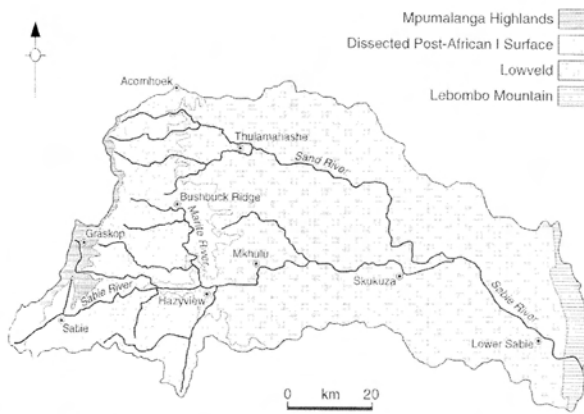 Mpumalanga Highlands
Dissected Post-African I Surface
Lowveld
Lebombo Mountain
Acornhoek
Thulamahashe
Sand River
Bushbuck Ridge
Marite River
Graskop
Mkhulu
Skukuza
Sabie River
Hazyview
Sabie River
Sabie
Lower Sabie
0 km 20